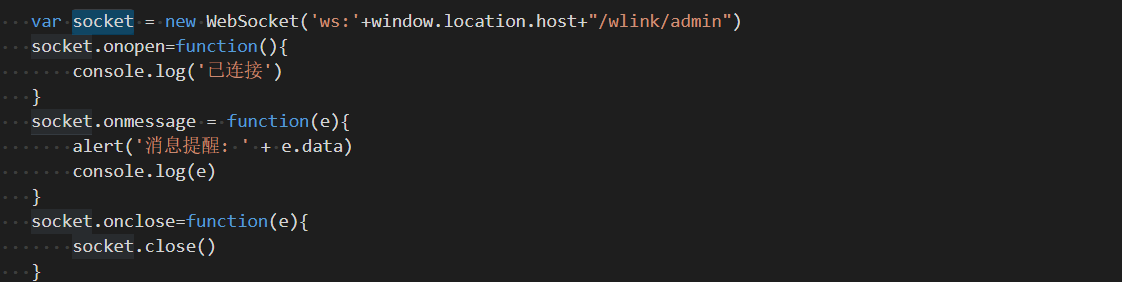 var socket = new WebSocket('ws:'+window.location.host+"/wlink/admin")
socket.onopen=function(){
console.log('已连接')
}
socket.onmessage = function(e){
alert('消息提醒: ' + e.data)
console.log(e)
}
socket.onclose=function(e){
socket.close()
}